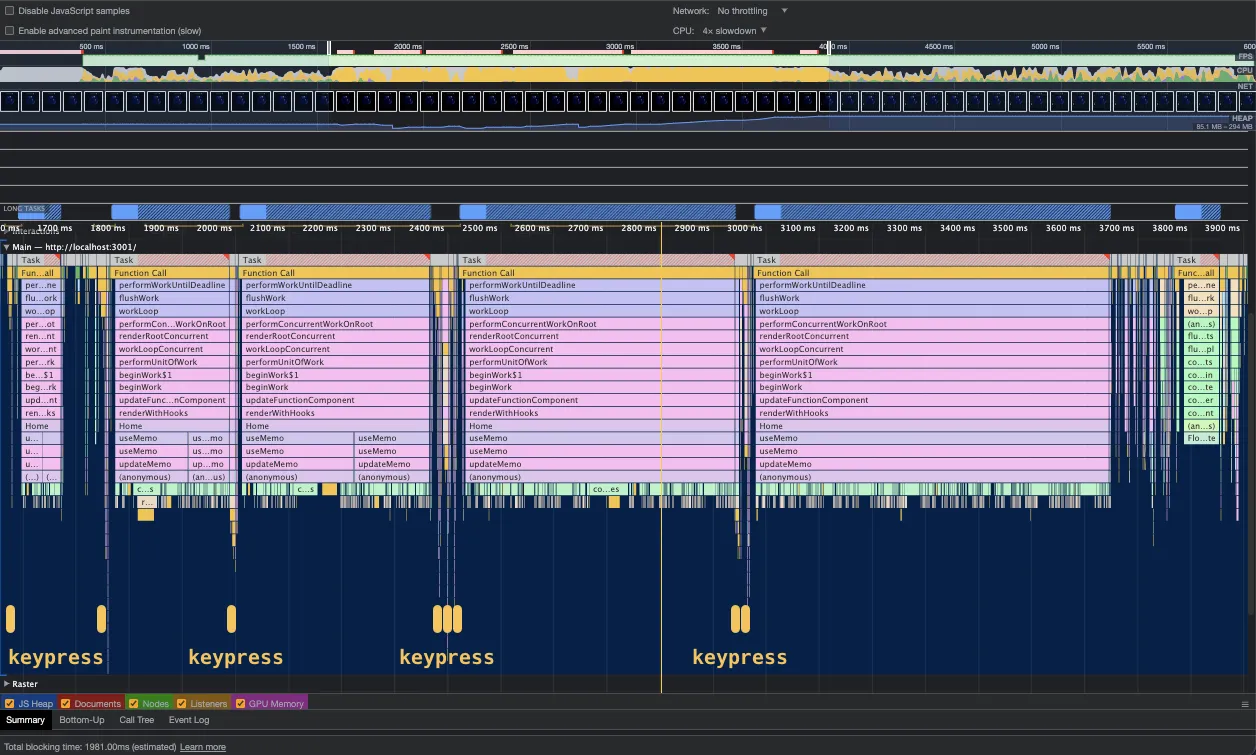 Disable JavaScript samples Network: No throttling
Enable advanced paint instrumentation (slow) CPU: 4× slowdown
500 ms 1000 ms 1500 ms 2000 ms 2500 ms 3000 ms 3500 ms 4000 ms 4500 ms 5000 ms 5500 ms 600
FPS
CPU
NET
HEAP
85.1 MB – 294 MB
LONG TASKS
0 ms 1700 ms 1800 ms 1900 ms 2000 ms 2100 ms 2200 ms 2300 ms 2400 ms 2500 ms 2600 ms 2700 ms 2800 ms 2900 ms 3000 ms 3100 ms 3200 ms 3300 ms 3400 ms 3500 ms 3600 ms 3700 ms 3800 ms 3900 ms
Interactions
Main — http://localhost:3001/
Task Task Task Task Task Task
Fun…all Function Call Function Call Function Call Function Call Func…all
per…ne performWorkUntilDeadline performWorkUntilDeadline performWorkUntilDeadline performWorkUntilDeadline pe…ne
flu…ork flushWork flushWork flushWork flushWork flu…rk
wo…op workLoop workLoop workLoop workLoop wo…p
per…ot performCon…WorkOnRoot performConcurrentWorkOnRoot performConcurrentWorkOnRoot performConcurrentWorkOnRoot (an…s)
ren…nt renderRootConcurrent renderRootConcurrent renderRootConcurrent renderRootConcurrent flu…ts
wor…nt workLoopConcurrent workLoopConcurrent workLoopConcurrent workLoopConcurrent flu…pl
per…rk performUnitOfWork performUnitOfWork performUnitOfWork performUnitOfWork co…ts
be…$1 beginWork$1 beginWork$1 beginWork$1 beginWork$1 co…in
beg…rk beginWork beginWork beginWork beginWork co…te
upd…nt updateFunc…nComponent updateFunctionComponent updateFunctionComponent updateFunctionComponent co…er
ren…ks renderWithHooks renderWithHooks renderWithHooks renderWithHooks co…nt
Home Home Home Home Home (an…s)
u… useMemo us…mo useMemo useMemo useMemo useMemo Flo…te
u… useMemo us…mo useMemo useMemo useMemo useMemo
u… updateMemo up…mo updateMemo updateMemo updateMemo updateMemo
(…) (… (anonymous) (an…us) (anonymous) (anonymous) (anonymous) (anonymous)
c…s c…s co…es
r…
keypress keypress keypress keypress
Raster
JS Heap Documents Nodes Listeners GPU Memory
Summary Bottom-Up Call Tree Event Log
Total blocking time: 1981.00ms (estimated) Learn more